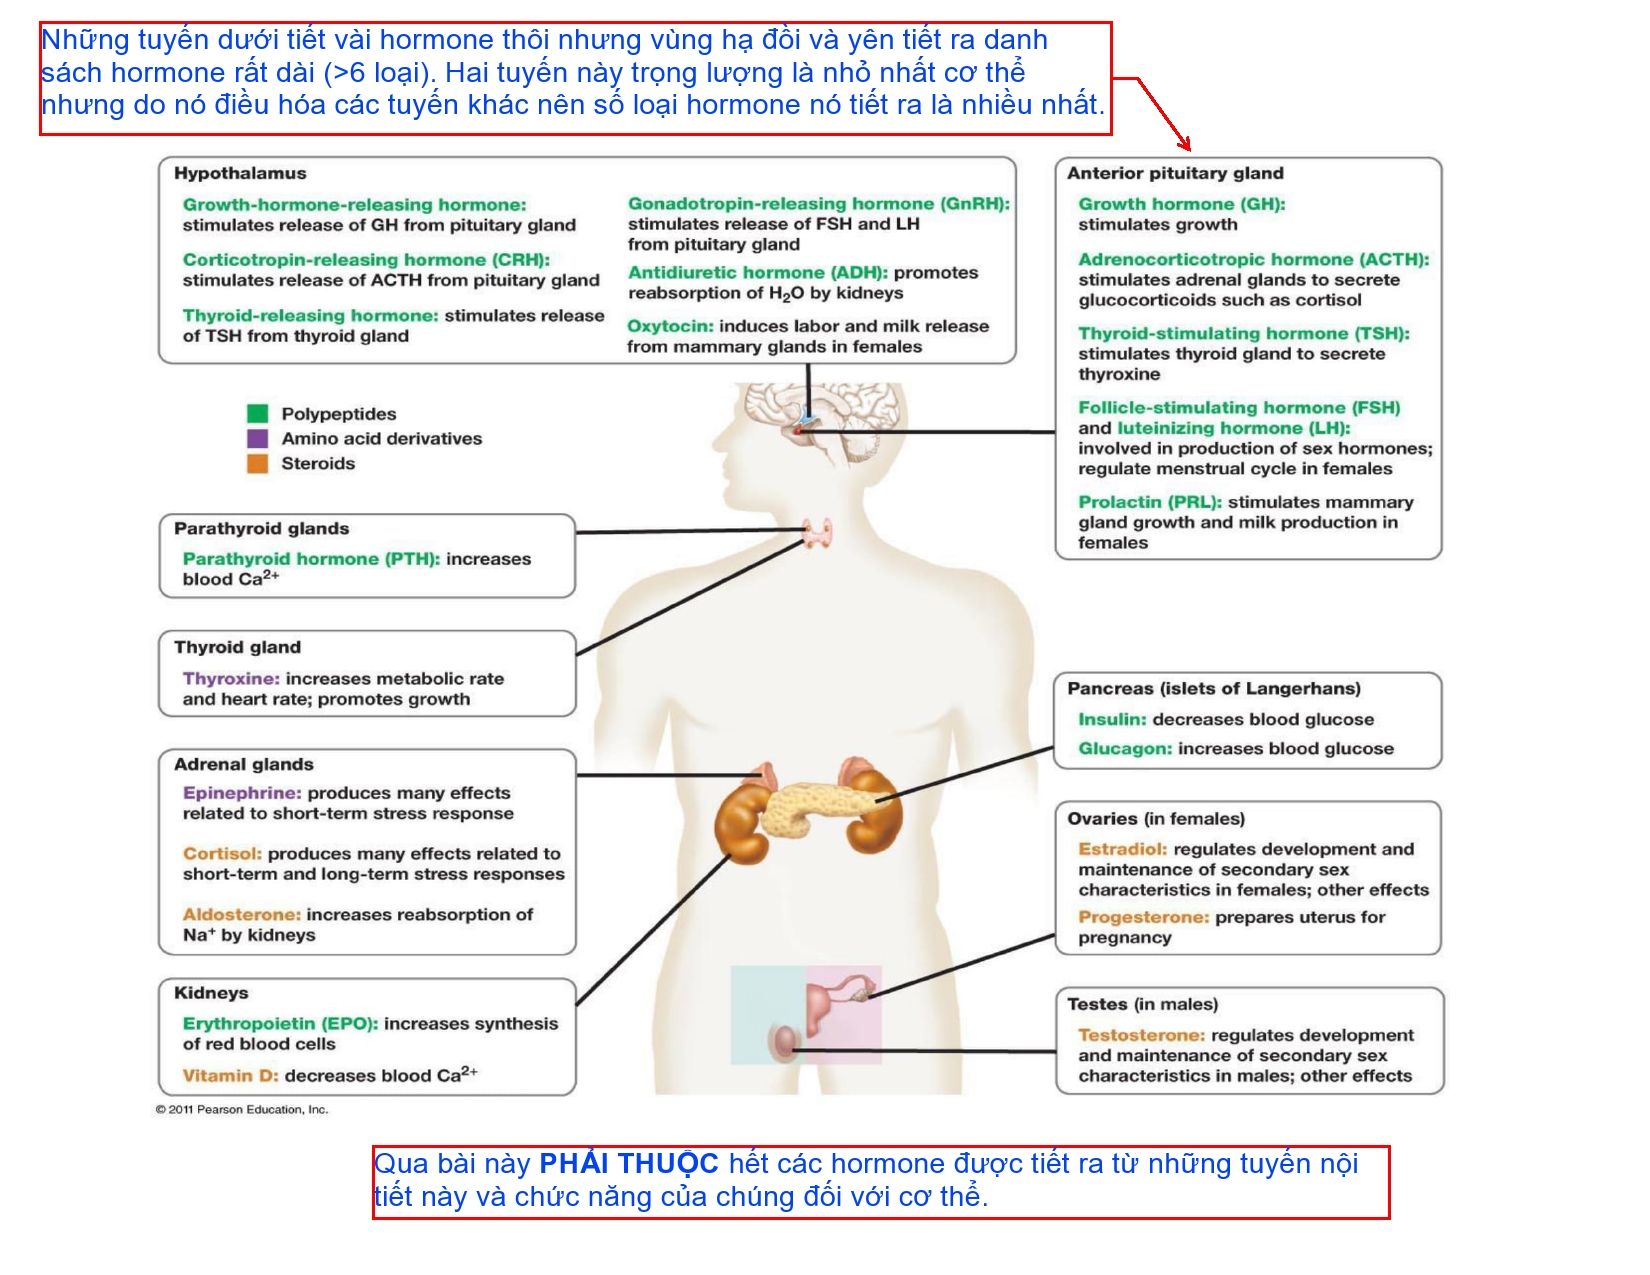 Những tuyến dưới tiết vài hormone thôi nhưng vùng hạ đồi và yên tiết ra danh
sách hormone rất dài (>6 loại). Hai tuyến này trọng lượng là nhỏ nhất cơ thể
nhưng do nó điều hóa các tuyến khác nên số loại hormone nó tiết ra là nhiều nhất.
Hypothalamus
Growth-hormone-releasing hormone:
stimulates release of GH from pituitary gland
Corticotropin-releasing hormone (CRH):
stimulates release of ACTH from pituitary gland
Thyroid-releasing hormone: stimulates release
of TSH from thyroid gland
Gonadotropin-releasing hormone (GnRH):
stimulates release of FSH and LH
from pituitary gland
Antidiuretic hormone (ADH): promotes
reabsorption of H₂O by kidneys
Oxytocin: induces labor and milk release
from mammary glands in females
Anterior pituitary gland
Growth hormone (GH):
stimulates growth
Adrenocorticotropic hormone (ACTH):
stimulates adrenal glands to secrete
glucocorticoids such as cortisol
Thyroid-stimulating hormone (TSH):
stimulates thyroid gland to secrete
thyroxine
Follicle-stimulating hormone (FSH)
and luteinizing hormone (LH):
involved in production of sex hormones;
regulate menstrual cycle in females
Prolactin (PRL): stimulates mammary
gland growth and milk production in
females
Polypeptides
Amino acid derivatives
Steroids
Parathyroid glands
Parathyroid hormone (PTH): increases
blood Ca²⁺
Thyroid gland
Thyroxine: increases metabolic rate
and heart rate; promotes growth
Adrenal glands
Epinephrine: produces many effects
related to short-term stress response
Cortisol: produces many effects related to
short-term and long-term stress responses
Aldosterone: increases reabsorption of
Na⁺ by kidneys
Kidneys
Erythropoietin (EPO): increases synthesis
of red blood cells
Vitamin D: decreases blood Ca²⁺
Pancreas (islets of Langerhans)
Insulin: decreases blood glucose
Glucagon: increases blood glucose
Ovaries (in females)
Estradiol: regulates development and
maintenance of secondary sex
characteristics in females; other effects
Progesterone: prepares uterus for
pregnancy
Testes (in males)
Testosterone: regulates development
and maintenance of secondary sex
characteristics in males; other effects
© 2011 Pearson Education, Inc.
Qua bài này PHẢI THUỘC hết các hormone được tiết ra từ những tuyến nội
tiết này và chức năng của chúng đối với cơ thể.